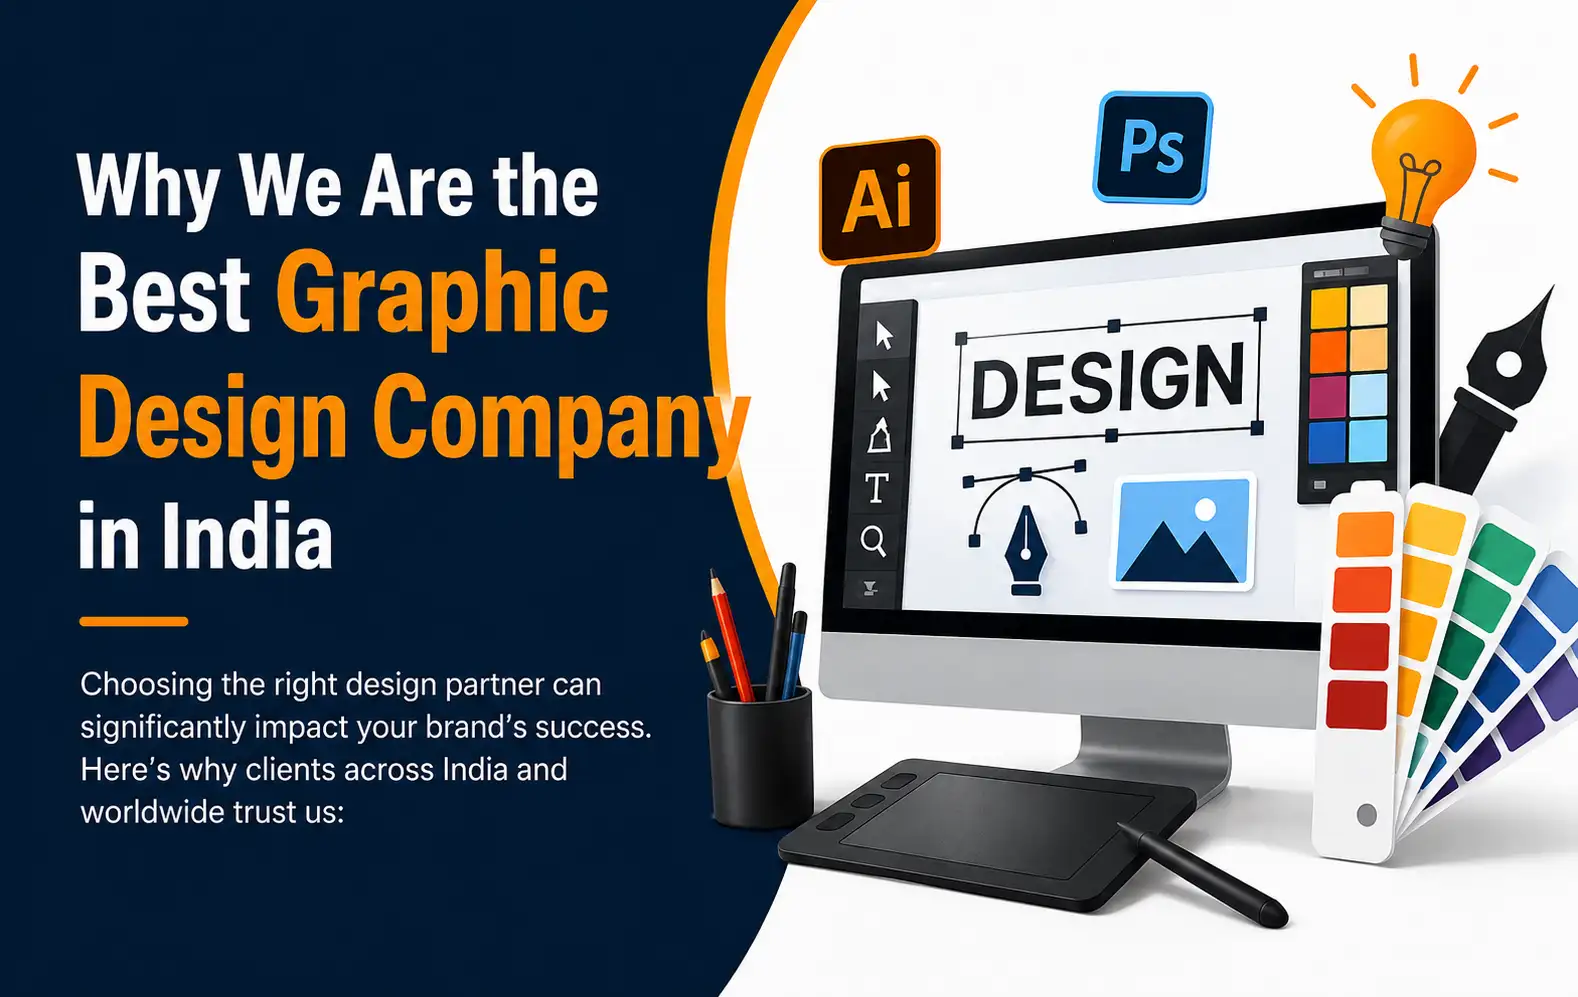 Why We Are the
Best Graphic
Design Company
in India
Choosing the right design partner can
significantly impact your brand’s success.
Here’s why clients across India and
worldwide trust us:
Ai
Ps
DESIGN
T